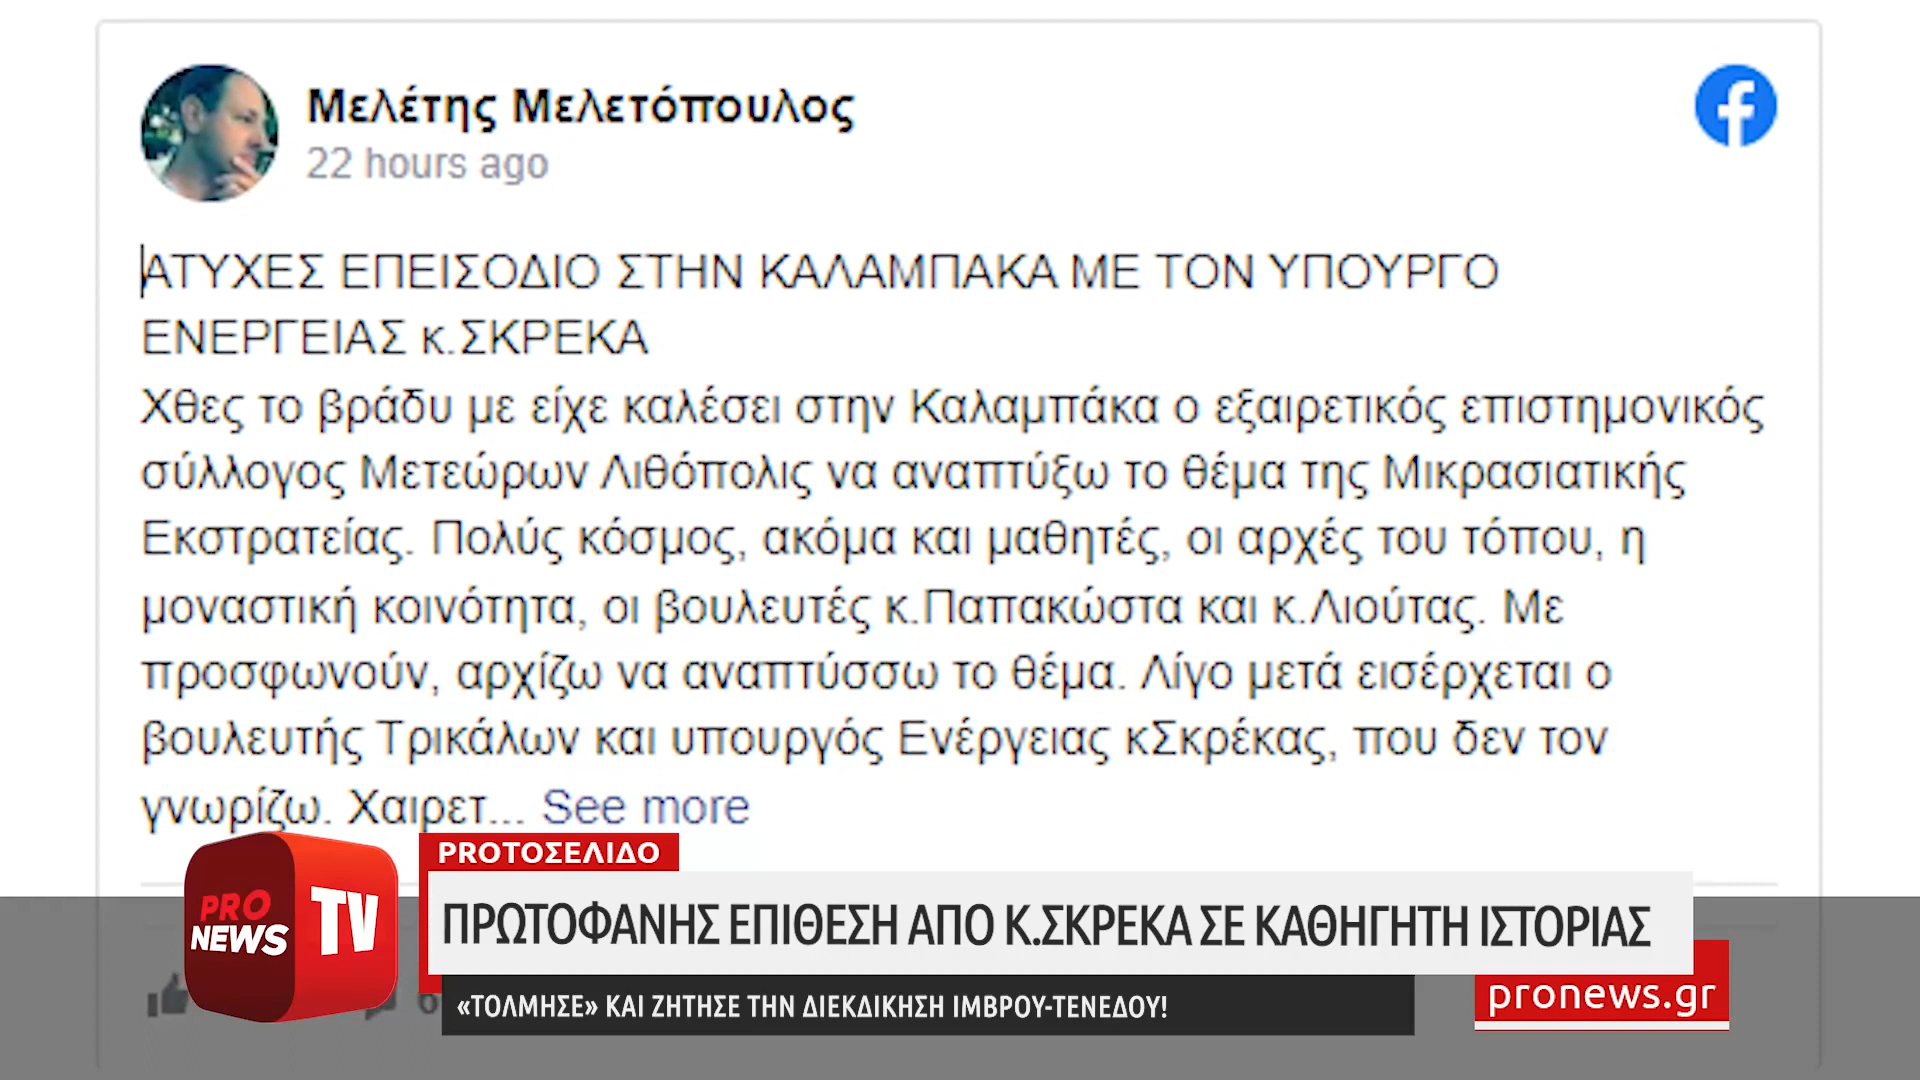 Μελέτης Μελετόπουλος
22 hours ago
ΑΤΥΧΕΣ ΕΠΕΙΣΟΔΙΟ ΣΤΗΝ ΚΑΛΑΜΠΑΚΑ ΜΕ ΤΟΝ ΥΠΟΥΡΓΟ
ΕΝΕΡΓΕΙΑΣ κ.ΣΚΡΕΚΑ
Χθες το βράδυ με είχε καλέσει στην Καλαμπάκα ο εξαιρετικός επιστημονικός
σύλλογος Μετεώρων Λιθόπολις να αναπτύξω το θέμα της Μικρασιατικής
Εκστρατείας. Πολύς κόσμος, ακόμα και μαθητές, οι αρχές του τόπου, η
μοναστική κοινότητα, οι βουλευτές κ.Παπακώστα και κ.Λιούτας. Με
προσφωνούν, αρχίζω να αναπτύσσω το θέμα. Λίγο μετά εισέρχεται ο
βουλευτής Τρικάλων και υπουργός Ενέργειας κΣκρέκας, που δεν τον
γνωρίζω. Χαιρετ... See more
PROTOΣΕΛΙΔΟ
PRO
NEWS
TV
ΠΡΩΤΟΦΑΝΗΣ ΕΠΙΘΕΣΗ ΑΠΟ Κ.ΣΚΡΕΚΑ ΣΕ ΚΑΘΗΓΗΤΗ ΙΣΤΟΡΙΑΣ
«ΤΟΛΜΗΣΕ» ΚΑΙ ΖΗΤΗΣΕ ΤΗΝ ΔΙΕΚΔΙΚΗΣΗ ΙΜΒΡΟΥ-ΤΕΝΕΔΟΥ!
pronews.gr